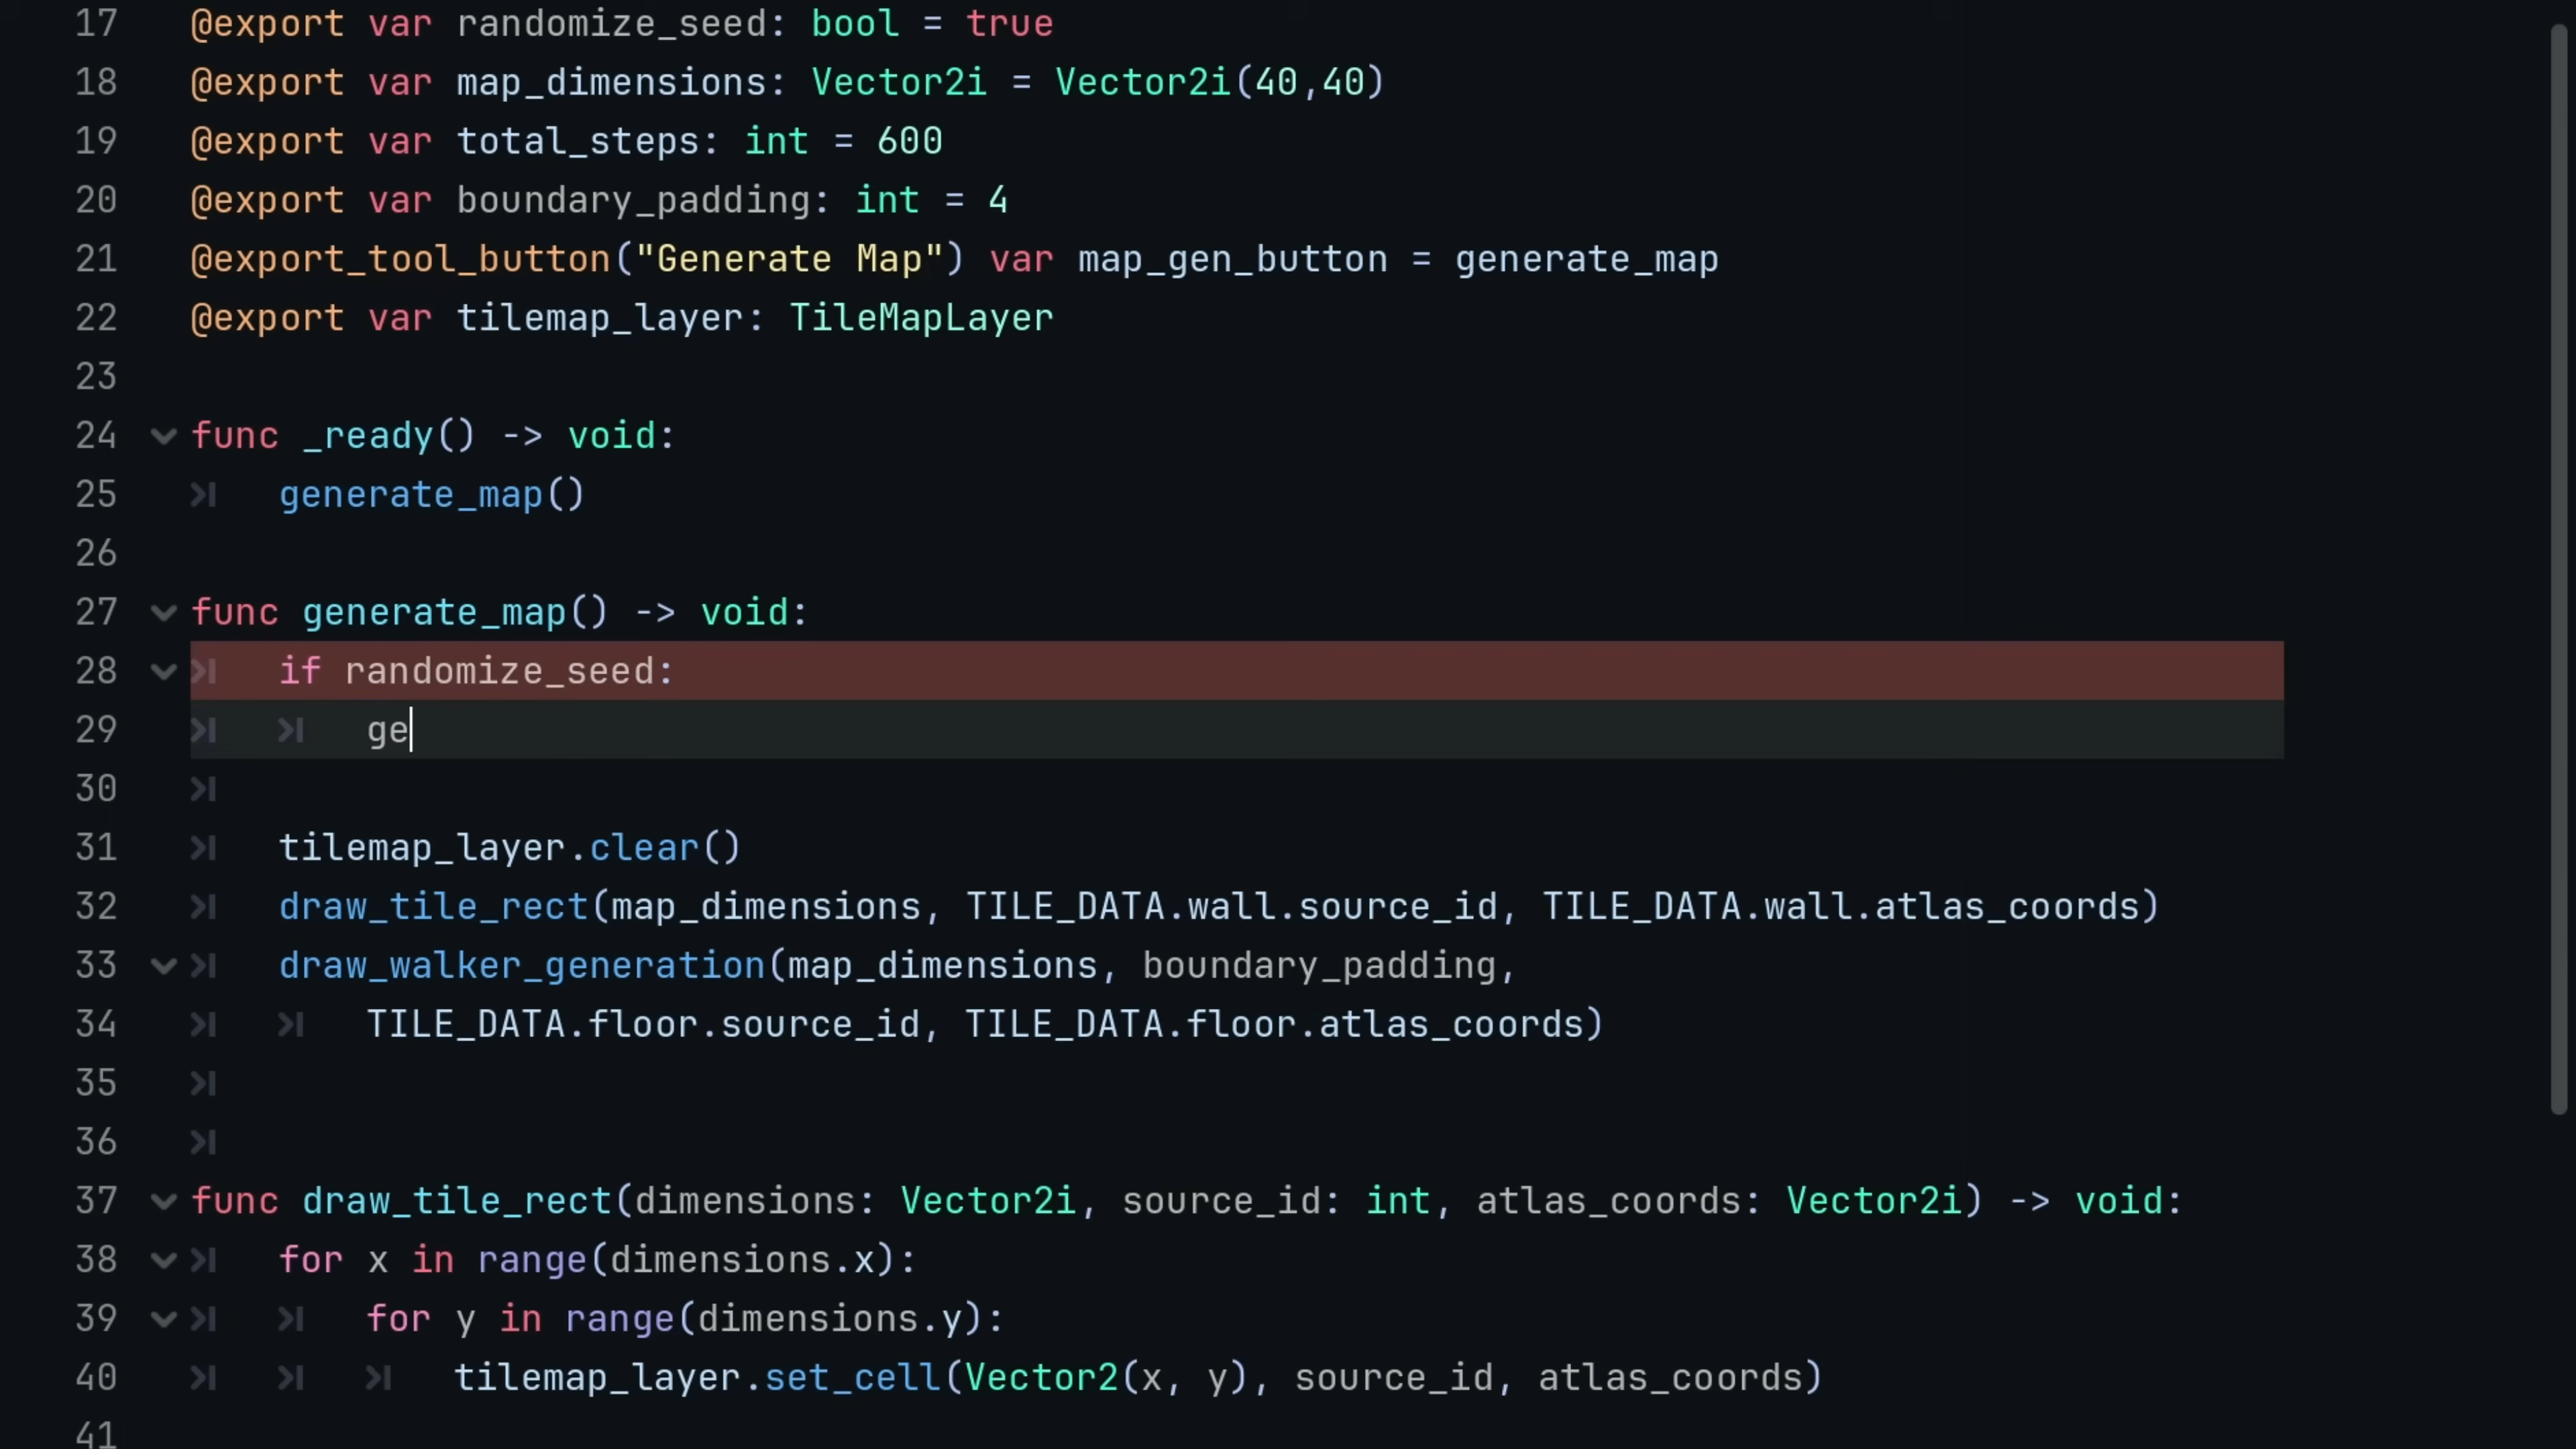 17 @export var randomize_seed: bool = true
18 @export var map_dimensions: Vector2i = Vector2i(40,40)
19 @export var total_steps: int = 600
20 @export var boundary_padding: int = 4
21 @export_tool_button("Generate Map") var map_gen_button = generate_map
22 @export var tilemap_layer: TileMapLayer
23
24 func _ready() -> void:
25 generate_map()
26
27 func generate_map() -> void:
28 if randomize_seed:
29 ge
30
31 tilemap_layer.clear()
32 draw_tile_rect(map_dimensions, TILE_DATA.wall.source_id, TILE_DATA.wall.atlas_coords)
33 draw_walker_generation(map_dimensions, boundary_padding,
34 TILE_DATA.floor.source_id, TILE_DATA.floor.atlas_coords)
35
36
37 func draw_tile_rect(dimensions: Vector2i, source_id: int, atlas_coords: Vector2i) -> void:
38 for x in range(dimensions.x):
39 for y in range(dimensions.y):
40 tilemap_layer.set_cell(Vector2(x, y), source_id, atlas_coords)
41